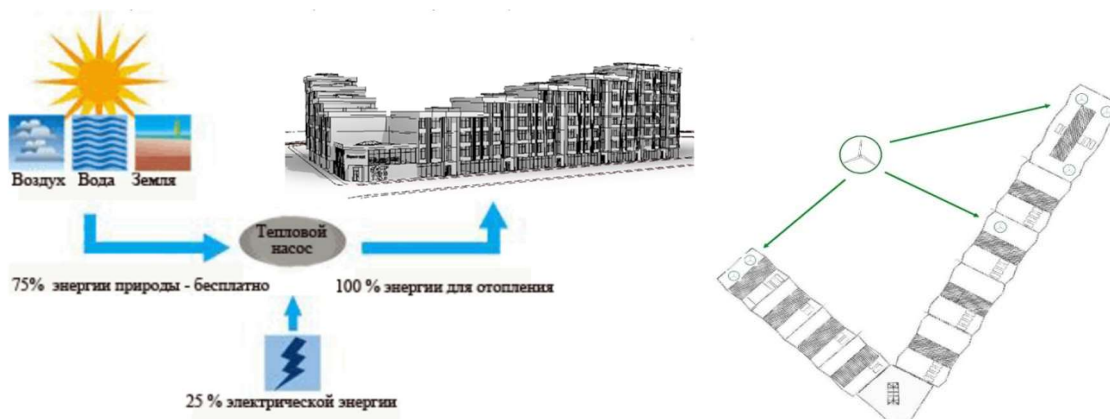 Воздух Вода Земля
Тепловой
насос
75% энергии природы - бесплатно
100 % энергии для отопления
25 % электрической энергии